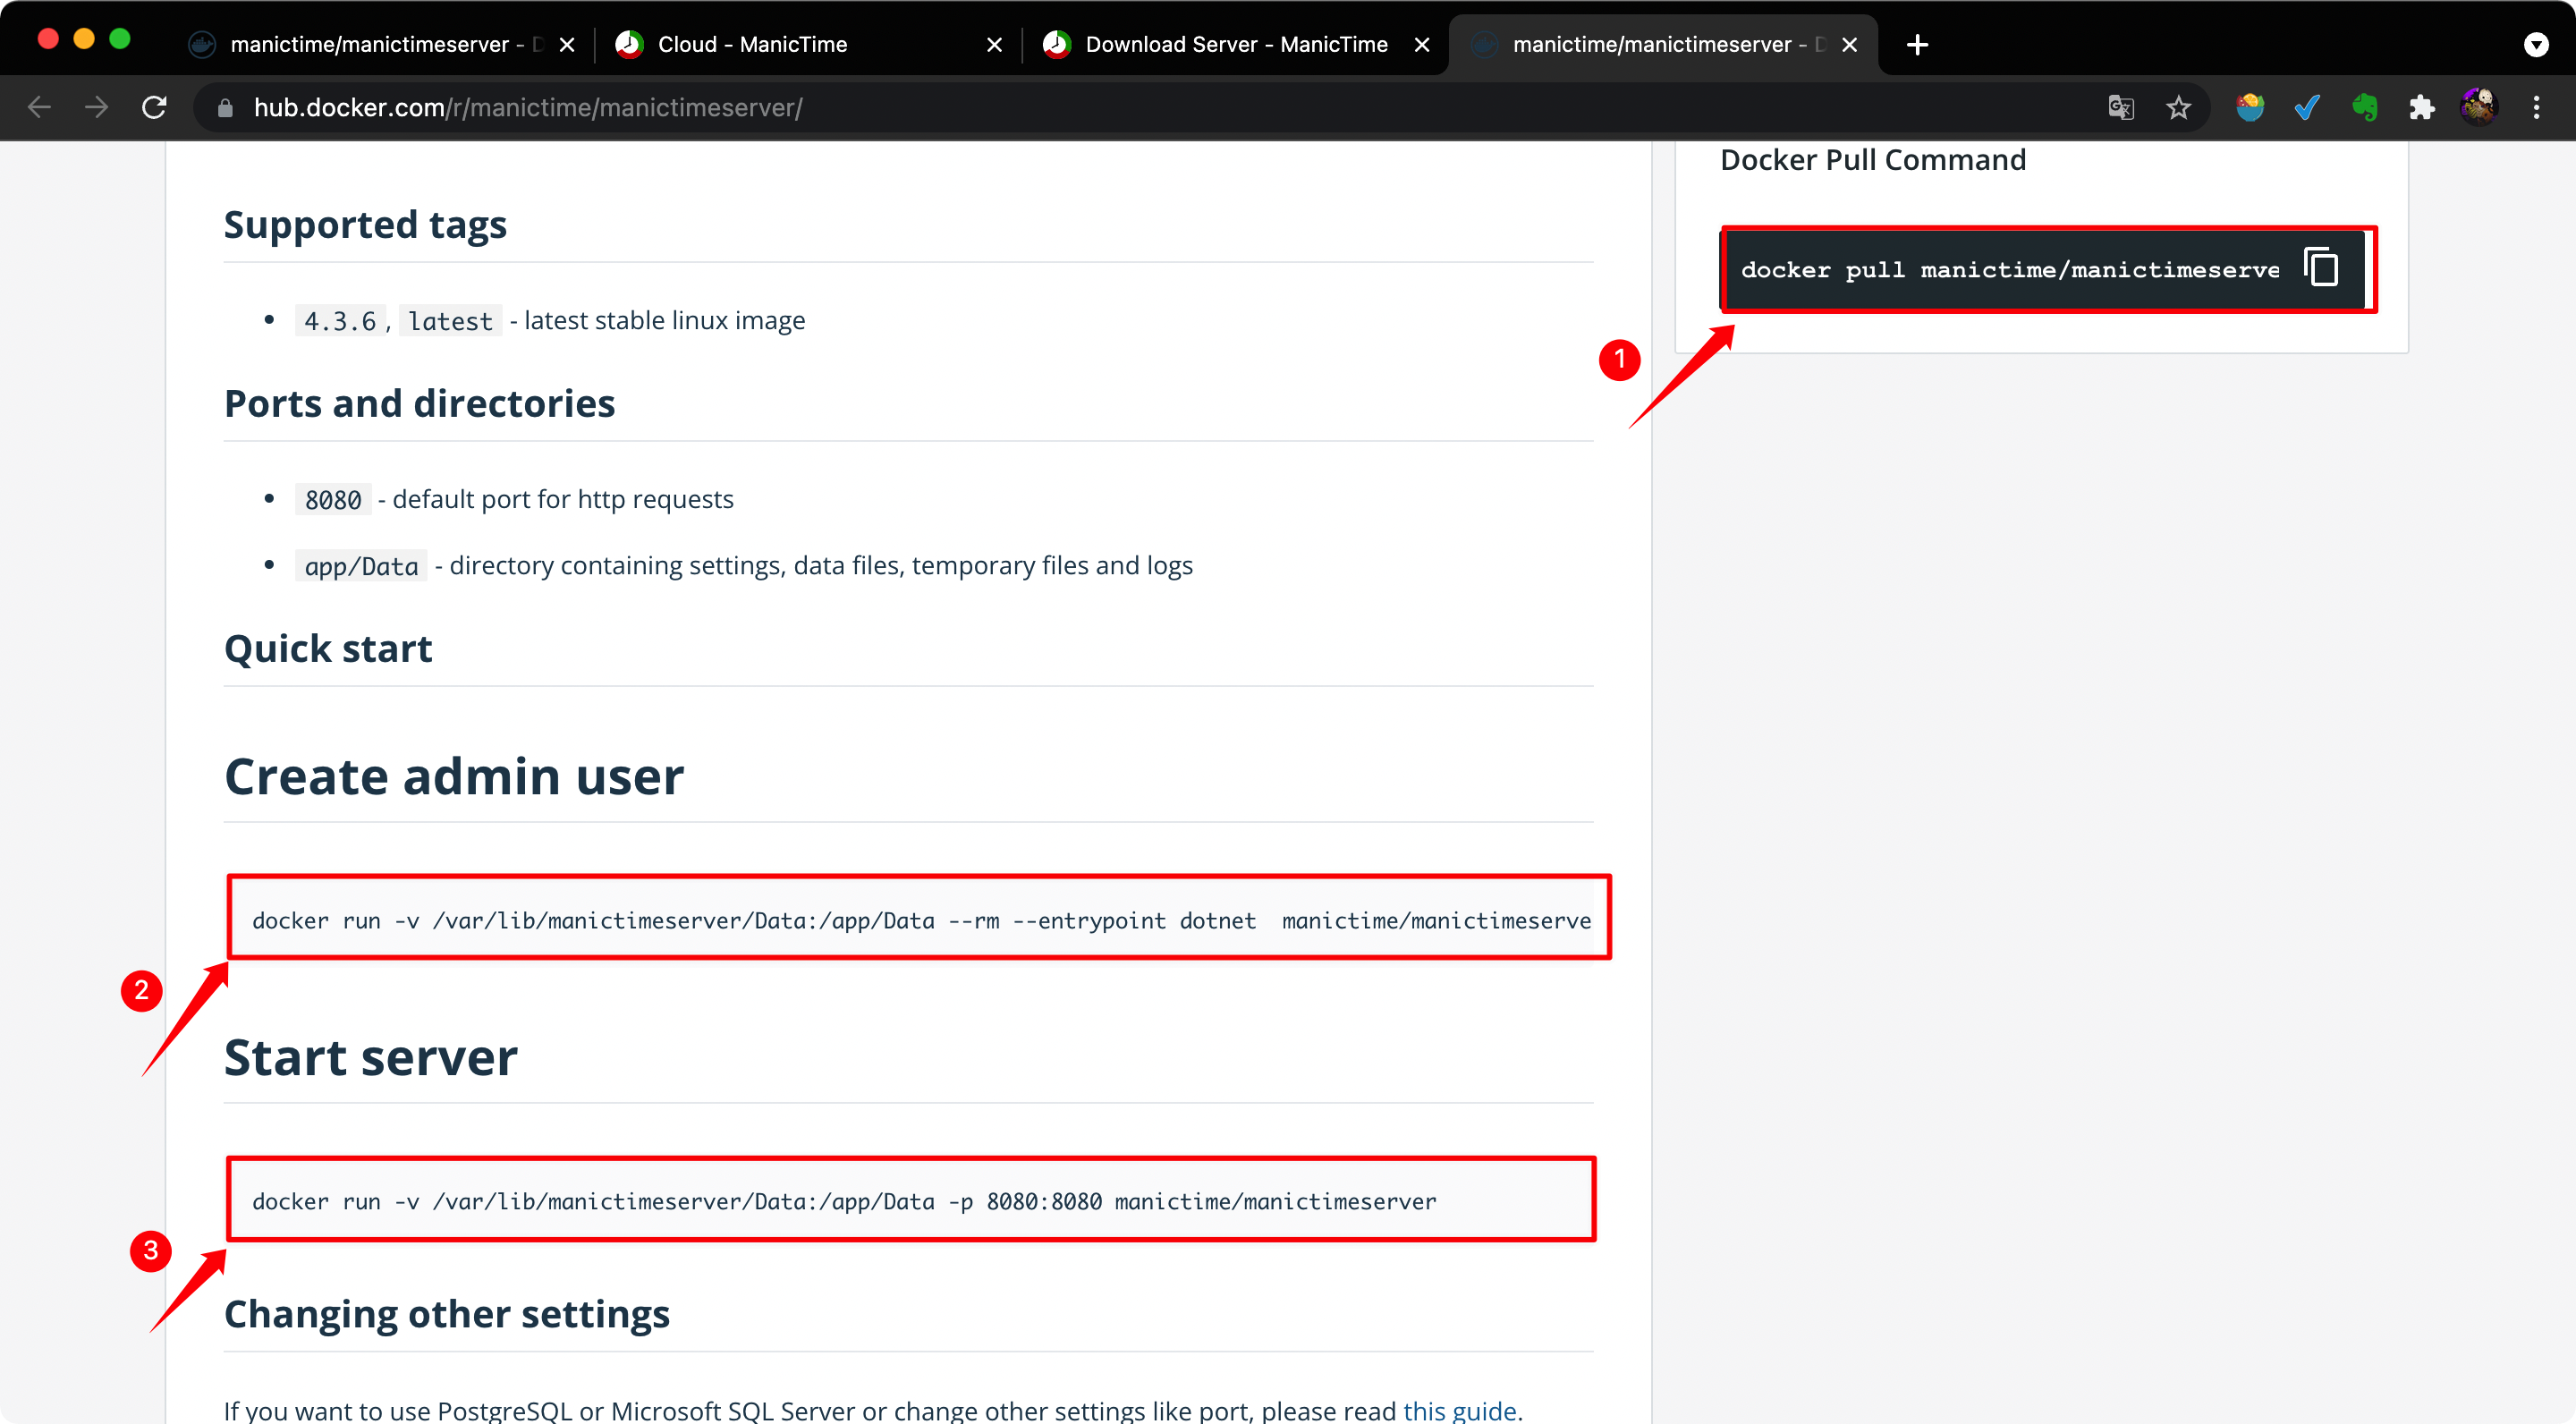 manictime/manictimeserver - D
Cloud - ManicTime
Download Server - ManicTime
manictime/manictimeserver - D
hub.docker.com/r/manictime/manictimeserver/
Docker Pull Command
docker pull manictime/manictimeserve
1
Supported tags
4.3.6, latest - latest stable linux image
Ports and directories
8080 - default port for http requests
app/Data - directory containing settings, data files, temporary files and logs
Quick start
Create admin user
docker run -v /var/lib/manictimeserver/Data:/app/Data --rm --entrypoint dotnet  manictime/manictimeserve
2
Start server
docker run -v /var/lib/manictimeserver/Data:/app/Data -p 8080:8080 manictime/manictimeserver
3
Changing other settings
If you want to use PostgreSQL or Microsoft SQL Server or change other settings like port, please read this guide.